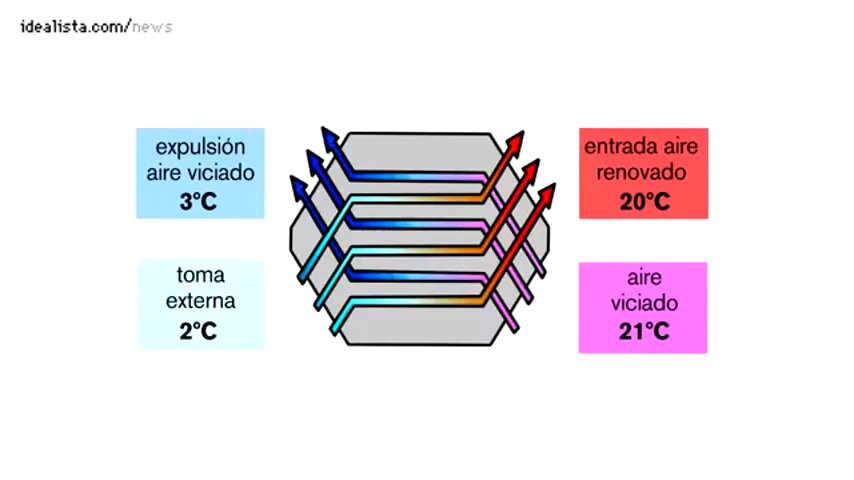 idealista.com/news
expulsión
aire viciado
3°C
entrada aire
renovado
20°C
toma
externa
2°C
aire
viciado
21°C